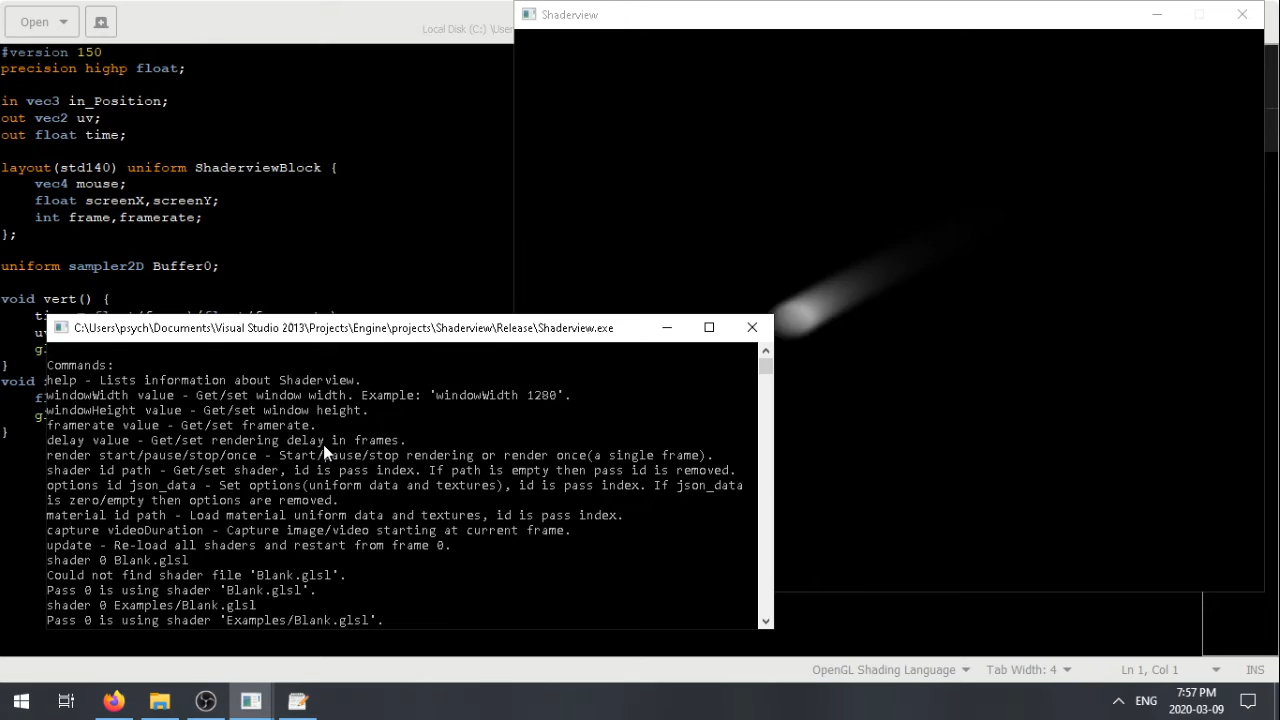 Open
Local Disk (C:) \User
Shaderview
#version 150
precision highp float;
in vec3 in_Position;
out vec2 uv;
out float time;
layout(std140) uniform ShaderviewBlock {
vec4 mouse;
float screenX,screenY;
int frame,framerate;
};
uniform sampler2D Buffer0;
void vert() {
}
void
}
C:\Users\psych\Documents\Visual Studio 2013\Projects\Engine\projects\Shaderview\Release\Shaderview.exe
Commands:
help - Lists information about Shaderview.
windowWidth value - Get/set window width. Example: 'windowWidth 1280'.
windowHeight value - Get/set window height.
framerate value - Get/set framerate.
delay value - Get/set rendering delay in frames.
render start/pause/stop/once - Start/pause/stop rendering or render once(a single frame).
shader id path - Get/set shader, id is pass index. If path is empty then pass id is removed.
options id json_data - Set options(uniform data and textures), id is pass index. If json_data
is zero/empty then options are removed.
material id path - Load material uniform data and textures, id is pass index.
capture videoDuration - Capture image/video starting at current frame.
update - Re-load all shaders and restart from frame 0.
shader 0 Blank.glsl
Could not find shader file 'Blank.glsl'.
Pass 0 is using shader 'Blank.glsl'.
shader 0 Examples/Blank.glsl
Pass 0 is using shader 'Examples/Blank.glsl'.
OpenGL Shading Language
Tab Width: 4
Ln 1, Col 1
INS
ENG
7:57 PM
2020-03-09